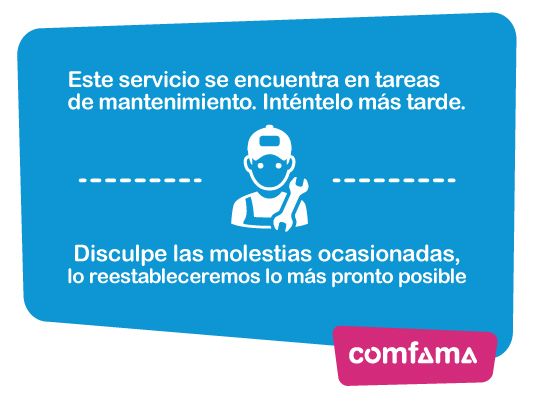 Este servicio se encuentra en tareas
de mantenimiento. Inténtelo más tarde.
Disculpe las molestias ocasionadas,
lo reestableceremos lo más pronto posible
comfama